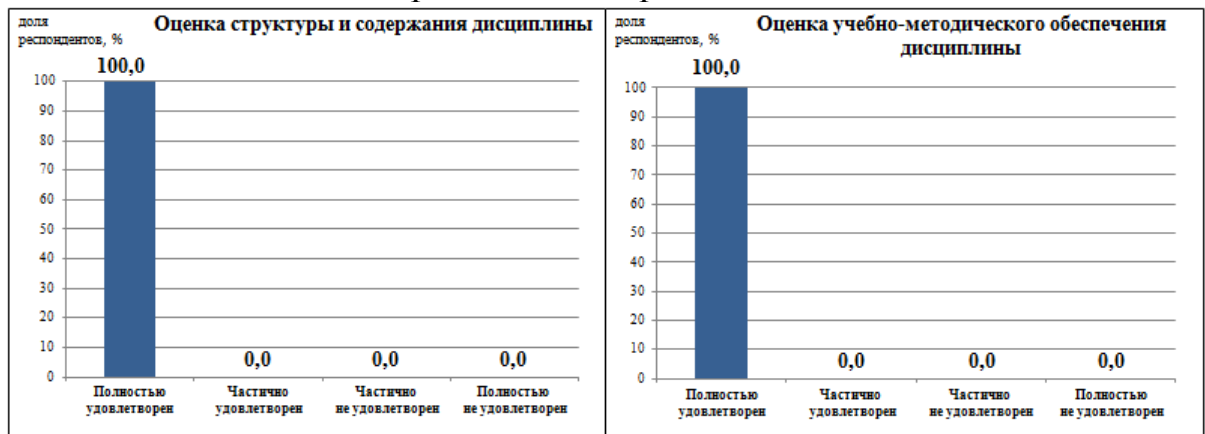 доля
респондентов, %
Оценка структуры и содержания дисциплины
100,0
100
90
80
70
60
50
40
30
20
10
0
0,0
0,0
0,0
Полностью
удовлетворен
Частично
удовлетворен
Частично
не удовлетворен
Полностью
не удовлетворен
доля
респондентов, %
Оценка учебно-методического обеспечения
дисциплины
100,0
100
90
80
70
60
50
40
30
20
10
0
0,0
0,0
0,0
Полностью
удовлетворен
Частично
удовлетворен
Частично
не удовлетворен
Полностью
не удовлетворен